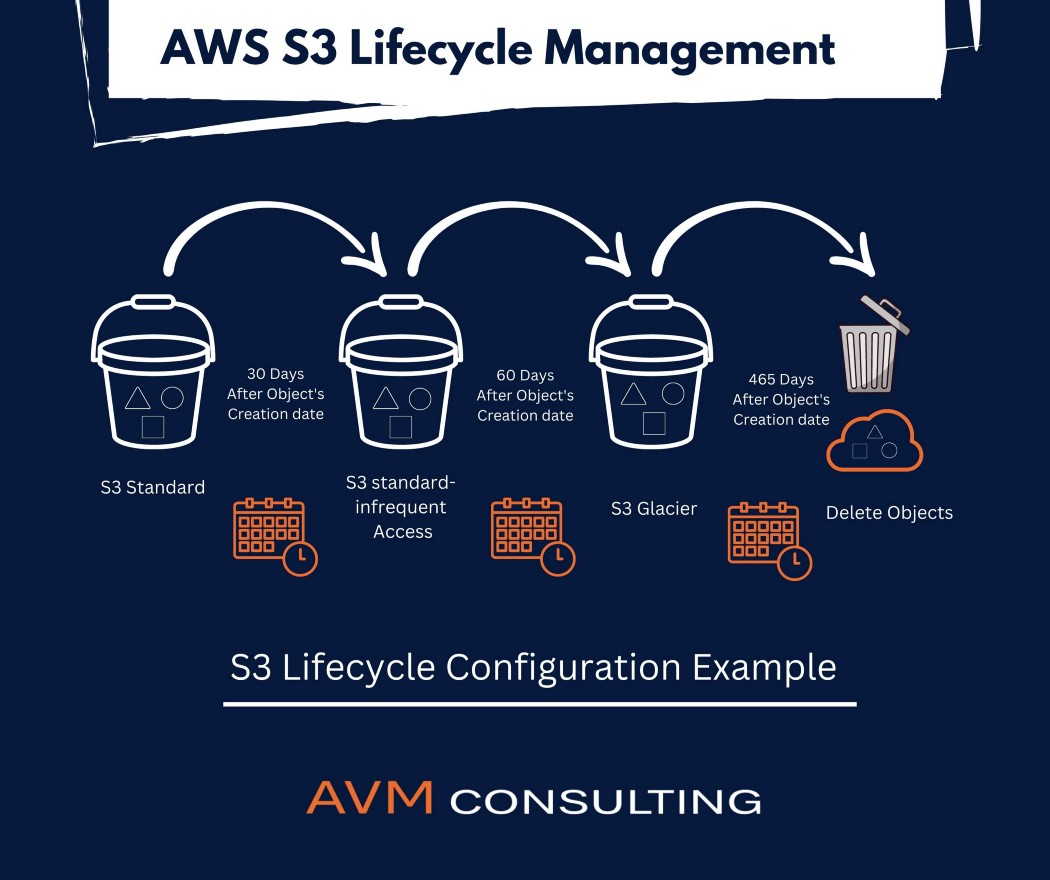 AWS S3 Lifecycle Management
30 Days
After Object's
Creation date
60 Days
After Object's
Creation date
465 Days
After Object's
Creation date
S3 Standard
S3 standard-
infrequent
Access
S3 Glacier
Delete Objects
S3 Lifecycle Configuration Example
AVM CONSULTING